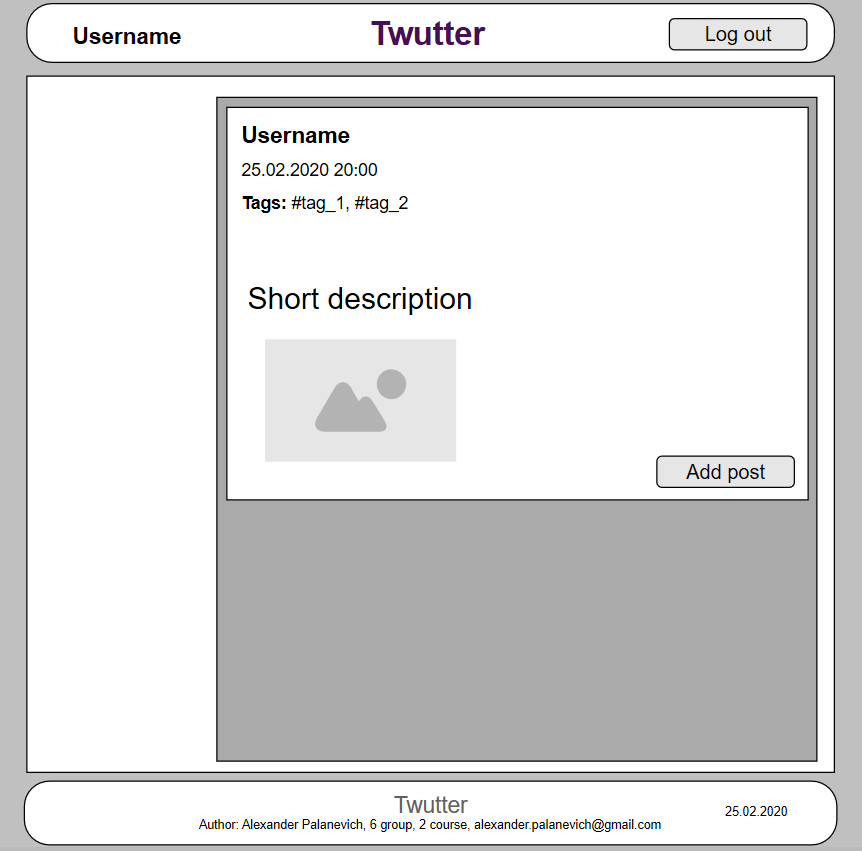 Username
Twutter
Log out
Username
25.02.2020 20:00
Tags: #tag_1, #tag_2
Short description
Add post
Twutter
Author: Alexander Palanevich, 6 group, 2 course, alexander.palanevich@gmail.com
25.02.2020